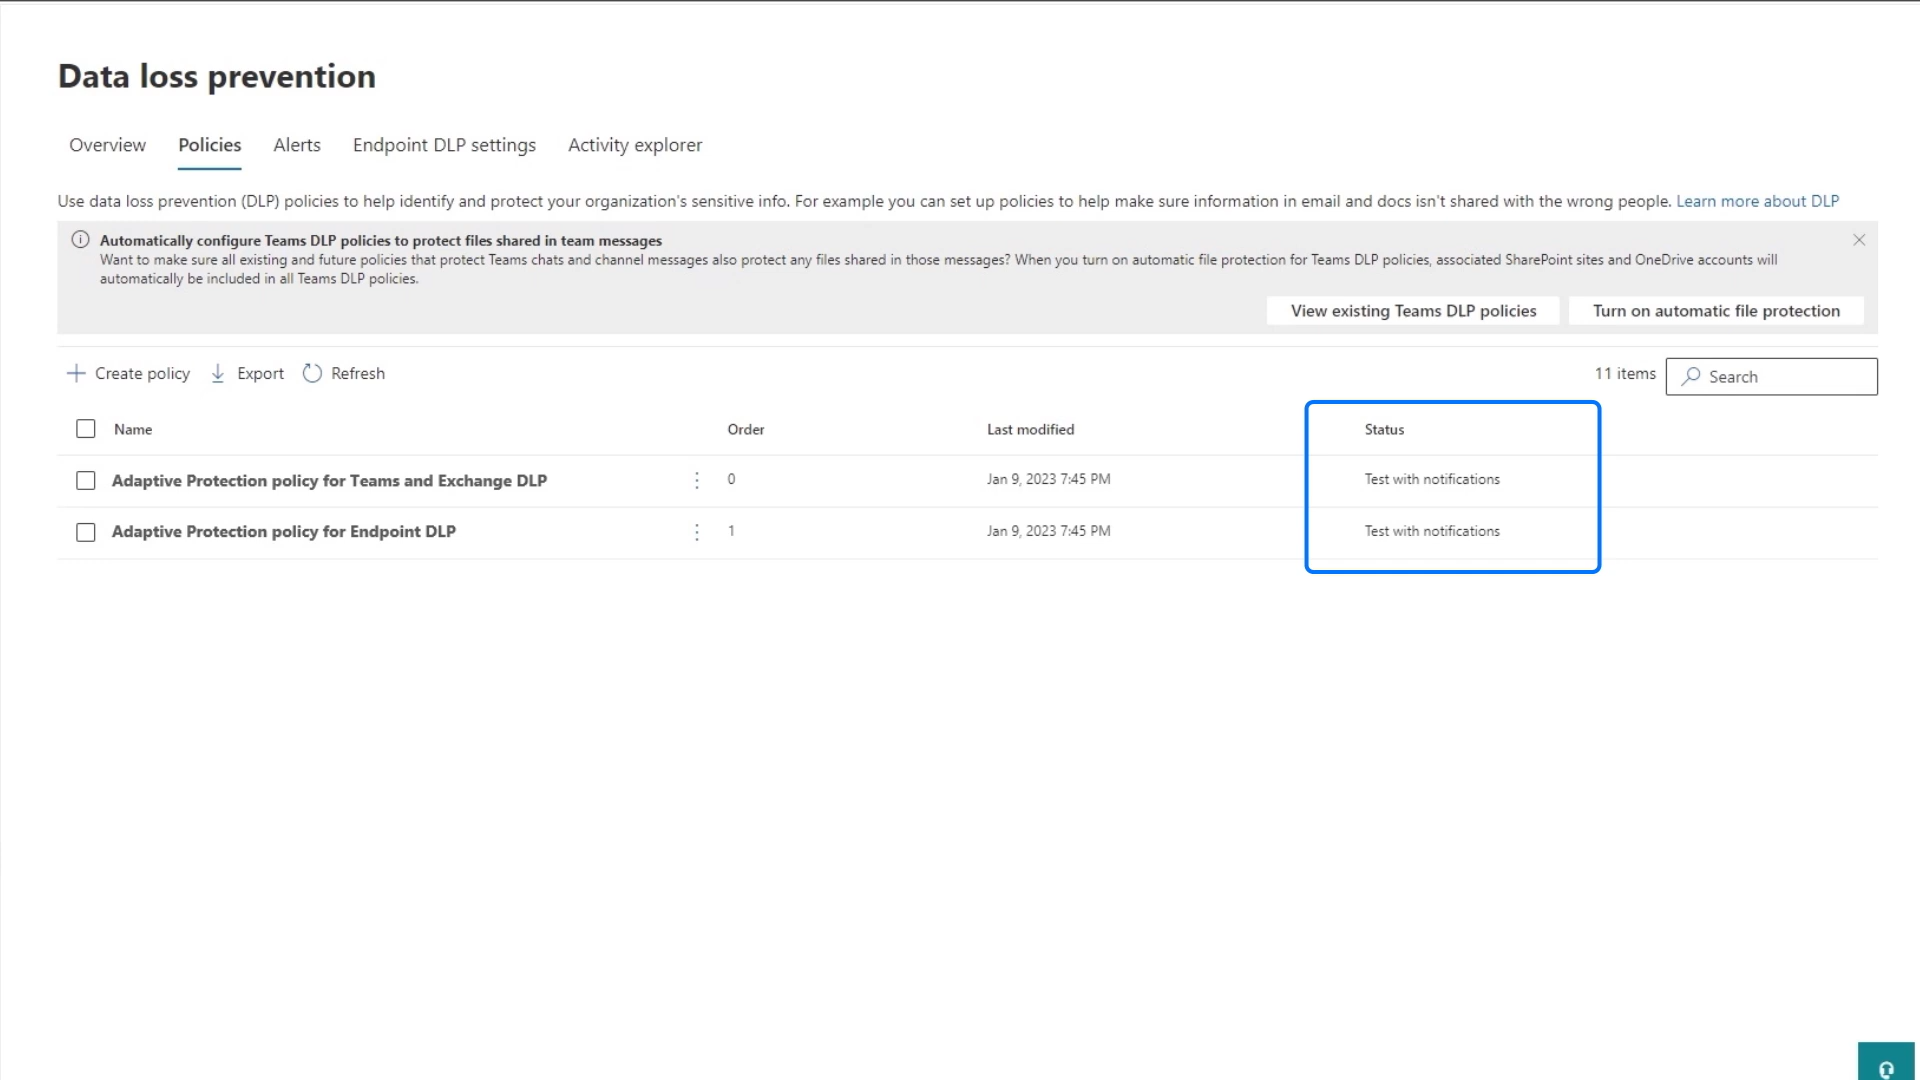 Data loss prevention
Overview Policies Alerts Endpoint DLP settings Activity explorer
Use data loss prevention (DLP) policies to help identify and protect your organization's sensitive info. For example you can set up policies to help make sure information in email and docs isn't shared with the wrong people. Learn more about DLP
Automatically configure Teams DLP policies to protect files shared in team messages
Want to make sure all existing and future policies that protect Teams chats and channel messages also protect any files shared in those messages? When you turn on automatic file protection for Teams DLP policies, associated SharePoint sites and OneDrive accounts will
automatically be included in all Teams DLP policies.
View existing Teams DLP policies Turn on automatic file protection
Create policy Export Refresh 11 items Search
Name Order Last modified Status
Adaptive Protection policy for Teams and Exchange DLP 0 Jan 9, 2023 7:45 PM Test with notifications
Adaptive Protection policy for Endpoint DLP 1 Jan 9, 2023 7:45 PM Test with notifications